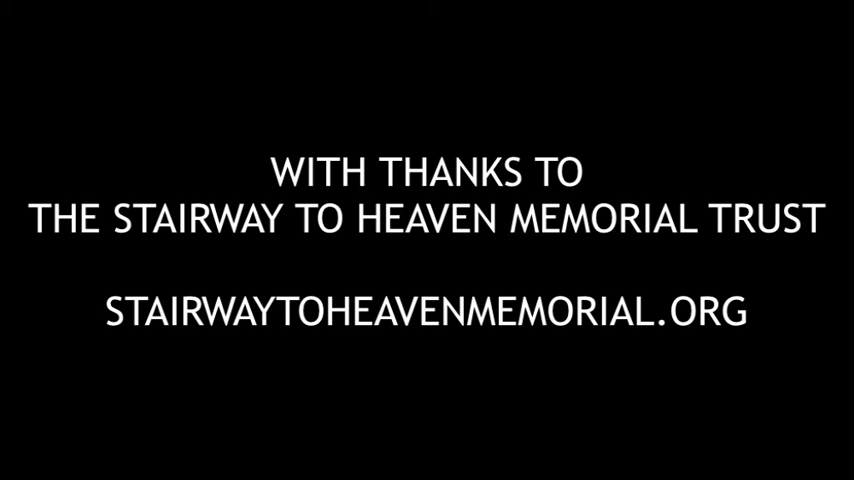 WITH THANKS TO
THE STAIRWAY TO HEAVEN MEMORIAL TRUST
STAIRWAYTOHEAVENMEMORIAL.ORG